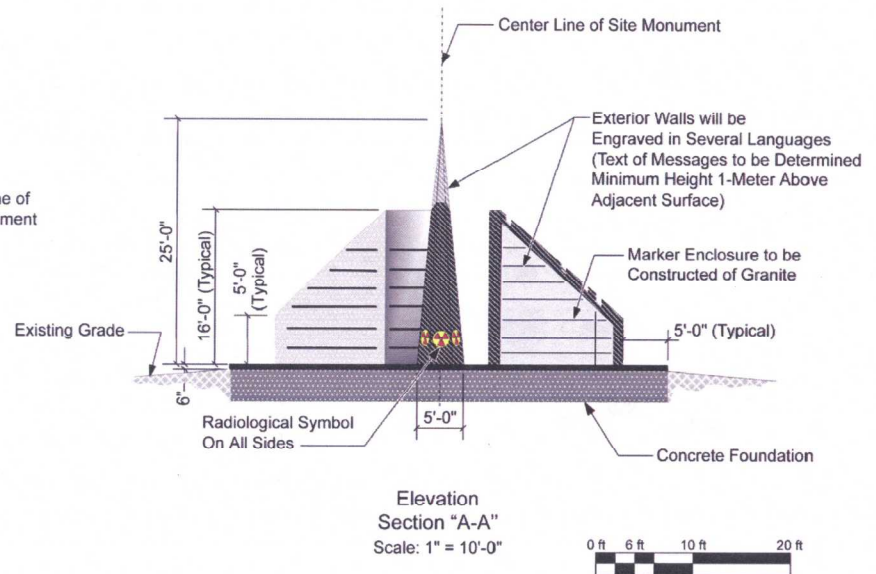 Center Line of Site Monument
Exterior Walls will be
Engraved in Several Languages
(Text of Messages to be Determined
Minimum Height 1-Meter Above
Adjacent Surface)
ne of
ment
25'-0"
16'-0" (Typical)
5'-0"
(Typical)
Marker Enclosure to be
Constructed of Granite
Existing Grade
5'-0" (Typical)
6"
Radiological Symbol
On All Sides
5'-0"
Concrete Foundation
Elevation
Section "A-A"
Scale: 1" = 10'-0"
0 ft 6 ft 10 ft 20 ft